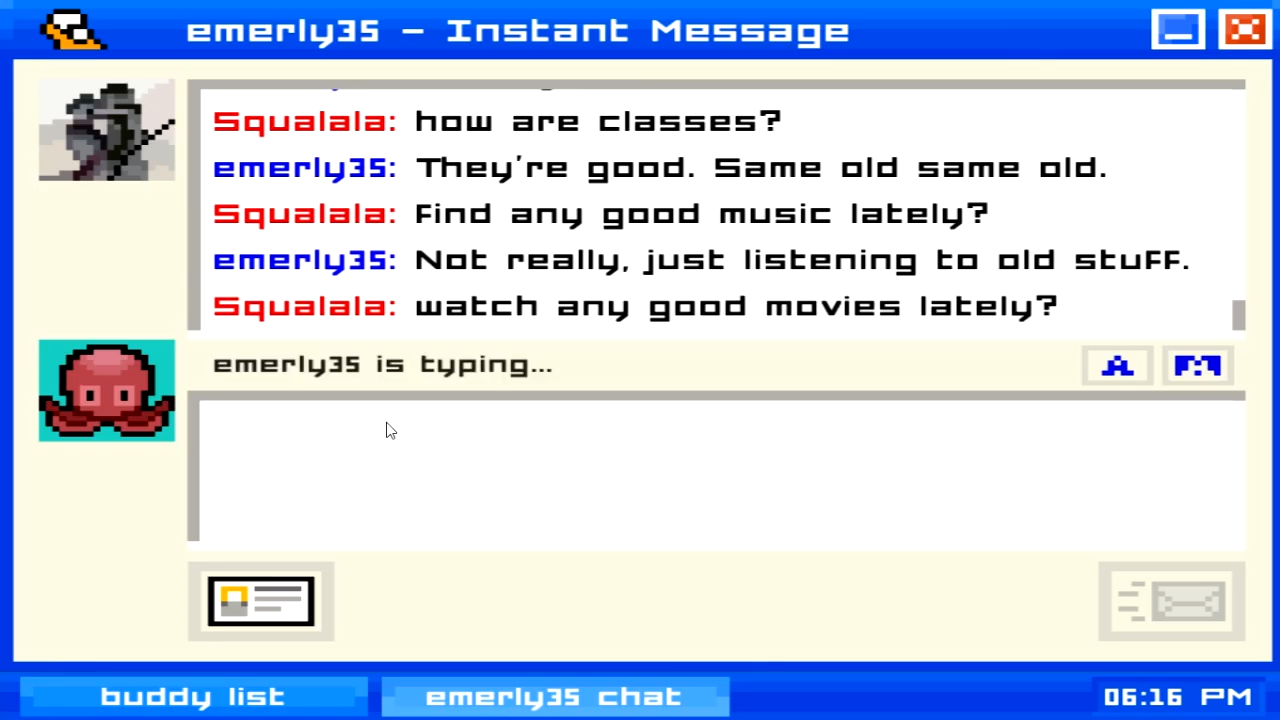 emerly35 - Instant Message
Squalala: how are classes?
emerly35: They're good. Same old same old.
Squalala: Find any good music lately?
emerly35: Not really, just listening to old stuff.
Squalala: watch any good movies lately?
emerly35 is typing...
A
buddy list
emerly35 chat
06:16 PM